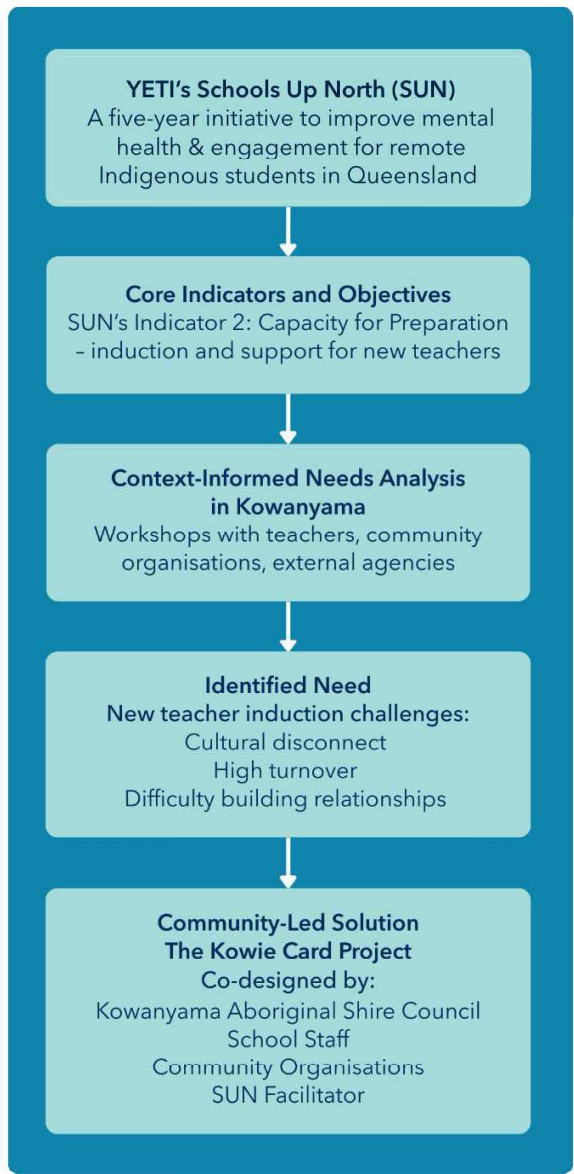 YETI's Schools Up North (SUN)
A five-year initiative to improve mental
health & engagement for remote
Indigenous students in Queensland
Core Indicators and Objectives
SUN's Indicator 2: Capacity for Preparation
– induction and support for new teachers
Context-Informed Needs Analysis
in Kowanyama
Workshops with teachers, community
organisations, external agencies
Identified Need
New teacher induction challenges:
Cultural disconnect
High turnover
Difficulty building relationships
Community-Led Solution
The Kowie Card Project
Co-designed by:
Kowanyama Aboriginal Shire Council
School Staff
Community Organisations
SUN Facilitator